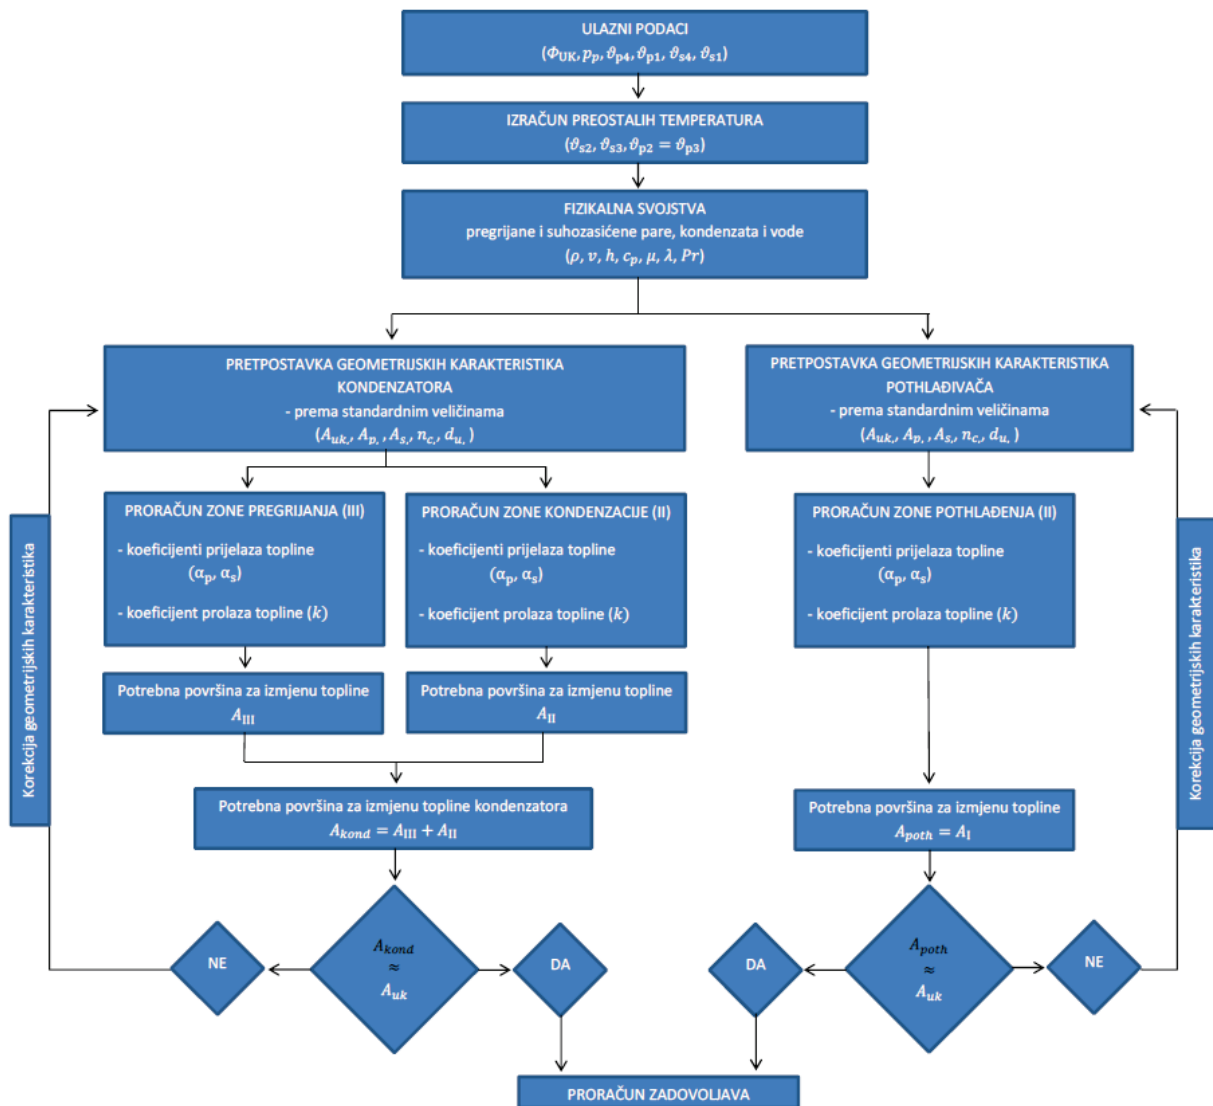 ULAZNI PODACI
(Φ_UK, p_p, ϑ_p4, ϑ_p1, ϑ_s4, ϑ_s1)
IZRAČUN PREOSTALIH TEMPERATURA
(ϑ_s2, ϑ_s3, ϑ_p2 = ϑ_p3)
FIZIKALNA SVOJSTVA
pregrijane i suhozasićene pare, kondenzata i vode
(ρ, v, h, c_p, μ, λ, Pr)
PRETPOSTAVKA GEOMETRIJSKIH KARAKTERISTIKA
KONDENZATORA
- prema standardnim veličinama
(A_uk,, A_p, , A_s,, n_c,, d_u, )
PRETPOSTAVKA GEOMETRIJSKIH KARAKTERISTIKA
POTHLAĐIVAČA
- prema standardnim veličinama
(A_uk,, A_p, , A_s,, n_c,, d_u, )
Korekcija geometrijskih karakteristika
PRORAČUN ZONE PREGRIJANJA (III)
- koeficijenti prijelaza topline
(α_p, α_s)
- koeficijent prolaza topline (k)
PRORAČUN ZONE KONDENZACIJE (II)
- koeficijenti prijelaza topline
(α_p, α_s)
- koeficijent prolaza topline (k)
PRORAČUN ZONE POTHLAĐENJA (II)
- koeficijenti prijelaza topline
(α_p, α_s)
- koeficijent prolaza topline (k)
Korekcija geometrijskih karakteristika
Potrebna površina za izmjenu topline
A_III
Potrebna površina za izmjenu topline
A_II
Potrebna površina za izmjenu topline kondenzatora
A_kond = A_III + A_II
Potrebna površina za izmjenu topline
A_poth = A_I
NE
A_kond
≈
A_uk
DA
DA
A_poth
≈
A_uk
NE
PRORAČUN ZADOVOLJAVA